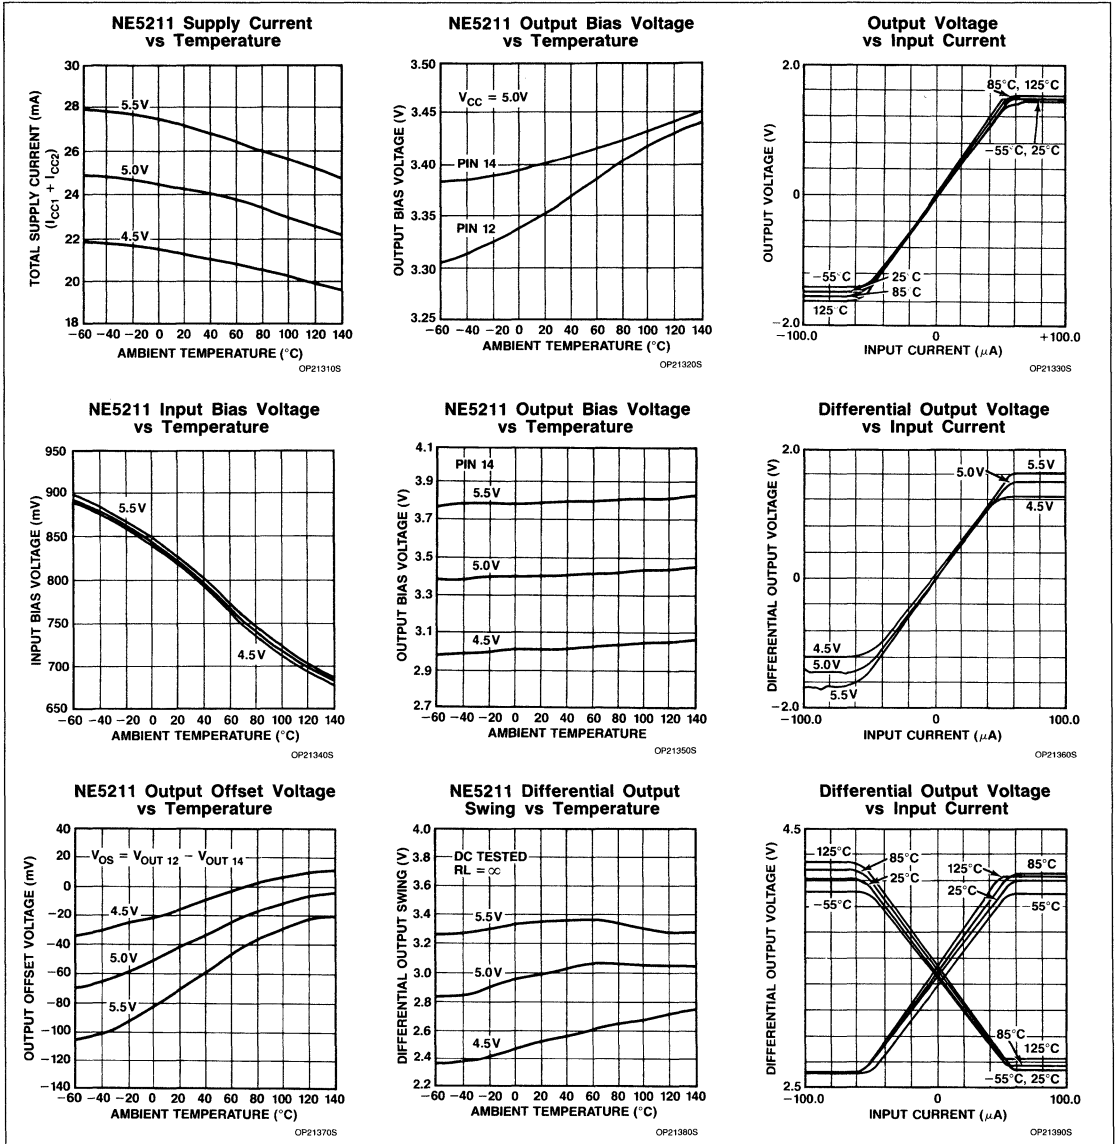 NE5211 Supply Current
vs Temperature
TOTAL SUPPLY CURRENT (mA)
(ICC1 + ICC2)
30
28
26
24
22
20
18
5.5V
5.0V
4.5V
−60 −40 −20 0 20 40 60 80 100 120 140
AMBIENT TEMPERATURE (°C)
OP21310S
NE5211 Output Bias Voltage
vs Temperature
OUTPUT BIAS VOLTAGE (V)
3.50
3.45
3.40
3.35
3.30
3.25
VCC = 5.0V
PIN 14
PIN 12
−60 −40 −20 0 20 40 60 80 100 120 140
AMBIENT TEMPERATURE (°C)
OP21320S
Output Voltage
vs Input Current
OUTPUT VOLTAGE (V)
2.0
0
−2.0
85°C, 125°C
−55°C, 25°C
−55°C
25°C
85°C
125°C
−100.0 0 +100.0
INPUT CURRENT (μA)
OP21330S
NE5211 Input Bias Voltage
vs Temperature
INPUT BIAS VOLTAGE (mV)
950
900
850
800
750
700
650
5.5V
4.5V
−60 −40 −20 0 20 40 60 80 100 120 140
AMBIENT TEMPERATURE (°C)
OP21340S
NE5211 Output Bias Voltage
vs Temperature
OUTPUT BIAS VOLTAGE (V)
4.1
3.9
3.7
3.5
3.3
3.1
2.9
2.7
PIN 14
5.5V
5.0V
4.5V
−60 −40 −20 0 20 40 60 80 100 120 140
AMBIENT TEMPERATURE
OP21350S
Differential Output Voltage
vs Input Current
DIFFERENTIAL OUTPUT VOLTAGE (V)
2.0
0
−2.0
5.0V
5.5V
4.5V
4.5V
5.0V
5.5V
−100.0 0 100.0
INPUT CURRENT (μA)
OP21360S
NE5211 Output Offset Voltage
vs Temperature
OUTPUT OFFSET VOLTAGE (mV)
40
20
0
−20
−40
−60
−80
−100
−120
−140
VOS = VOUT 12 − VOUT 14
4.5V
5.0V
5.5V
−60 −40 −20 0 20 40 60 80 100 120 140
AMBIENT TEMPERATURE (°C)
OP21370S
NE5211 Differential Output
Swing vs Temperature
DIFFERENTIAL OUTPUT SWING (V)
4.0
3.8
3.6
3.4
3.2
3.0
2.8
2.6
2.4
2.2
DC TESTED
RL = ∞
5.5V
5.0V
4.5V
−60 −40 −20 0 20 40 60 80 100 120 140
AMBIENT TEMPERATURE (°C)
OP21380S
Differential Output Voltage
vs Input Current
DIFFERENTIAL OUTPUT VOLTAGE (V)
4.5
2.5
125°C
85°C
25°C
−55°C
125°C
85°C
25°C
−55°C
85°C
125°C
−55°C, 25°C
−100.0 0 100.0
INPUT CURRENT (μA)
OP21390S